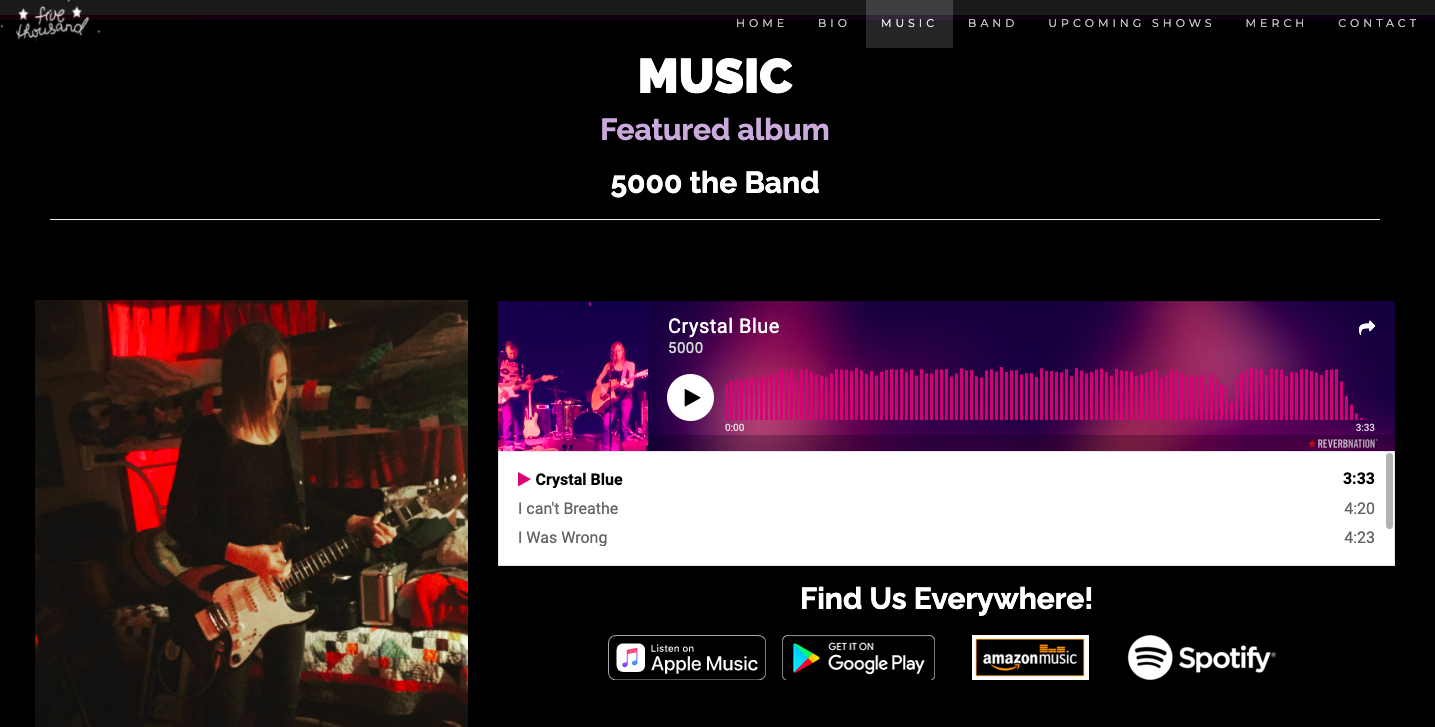 five
thousand
HOME BIO MUSIC BAND UPCOMING SHOWS MERCH CONTACT
MUSIC
Featured album
5000 the Band
Crystal Blue
5000
0:00 3:33
REVERBNATION
Crystal Blue 3:33
I can't Breathe 4:20
I Was Wrong 4:23
Find Us Everywhere!
Listen on
Apple Music
GET IT ON
Google Play
amazonmusic
Spotify®